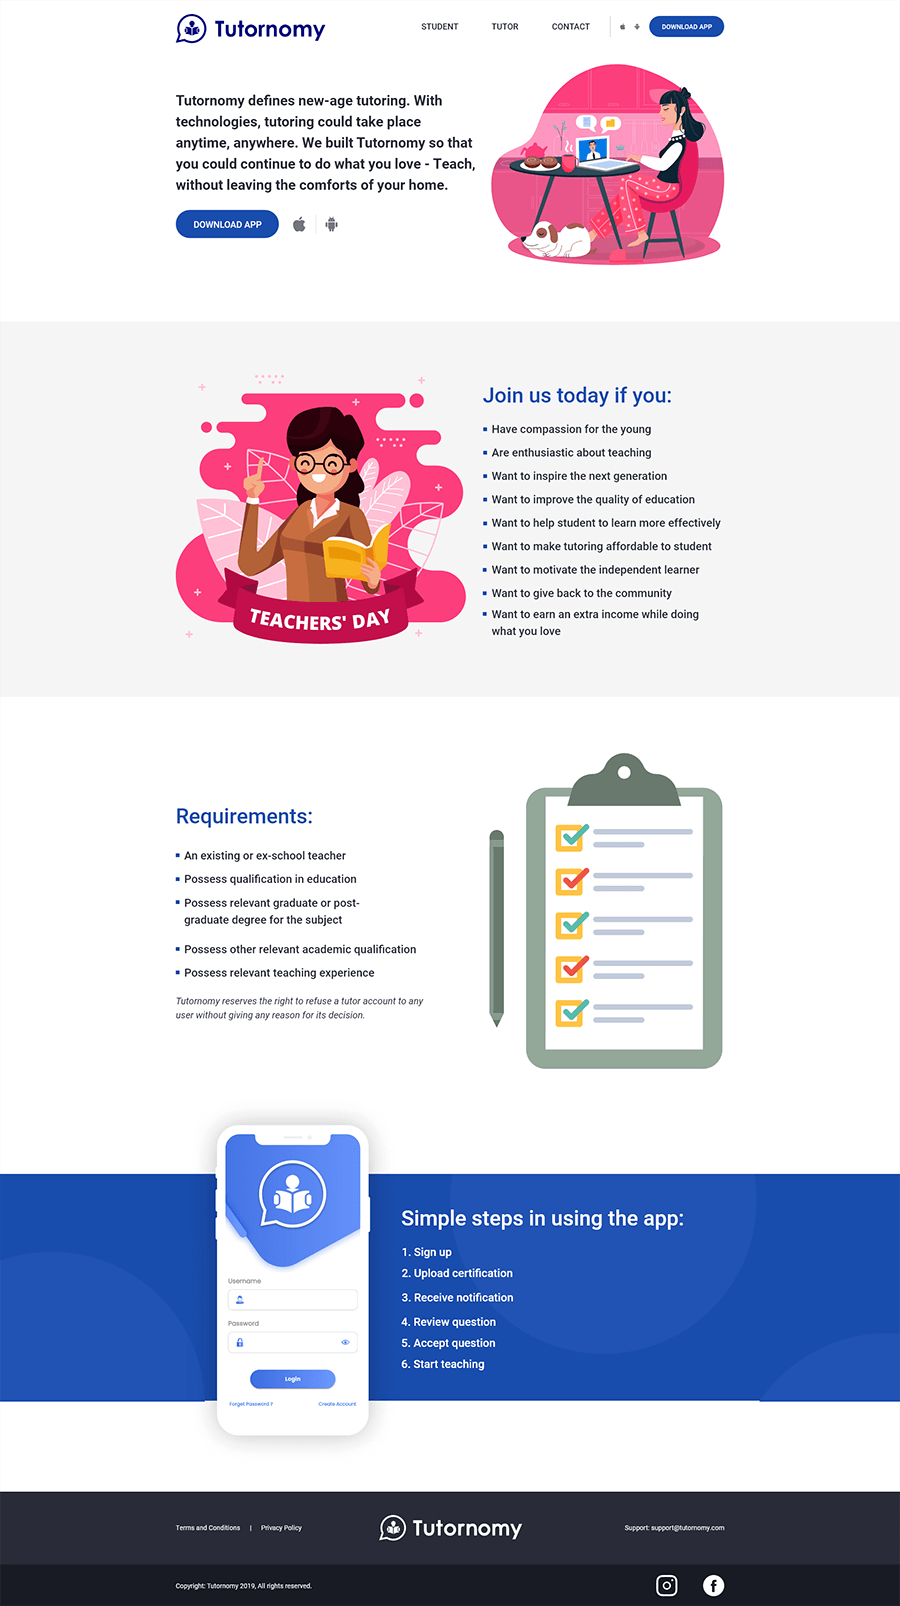 Tutornomy
STUDENT
TUTOR
CONTACT
DOWNLOAD APP
Tutornomy defines new-age tutoring. With
technologies, tutoring could take place
anytime, anywhere. We built Tutornomy so that
you could continue to do what you love - Teach,
without leaving the comforts of your home.
DOWNLOAD APP
TEACHERS' DAY
Join us today if you:
Have compassion for the young
Are enthusiastic about teaching
Want to inspire the next generation
Want to improve the quality of education
Want to help student to learn more effectively
Want to make tutoring affordable to student
Want to motivate the independent learner
Want to give back to the community
Want to earn an extra income while doing
what you love
Requirements:
An existing or ex-school teacher
Possess qualification in education
Possess relevant graduate or post-
graduate degree for the subject
Possess other relevant academic qualification
Possess relevant teaching experience
Tutornomy reserves the right to refuse a tutor account to any
user without giving any reason for its decision.
Username
Password
Login
Forget Password ?
Create Account
Simple steps in using the app:
1. Sign up
2. Upload certification
3. Receive notification
4. Review question
5. Accept question
6. Start teaching
Terms and Conditions | Privacy Policy
Tutornomy
Support: support@tutornomy.com
Copyright: Tutornomy 2019, All rights reserved.